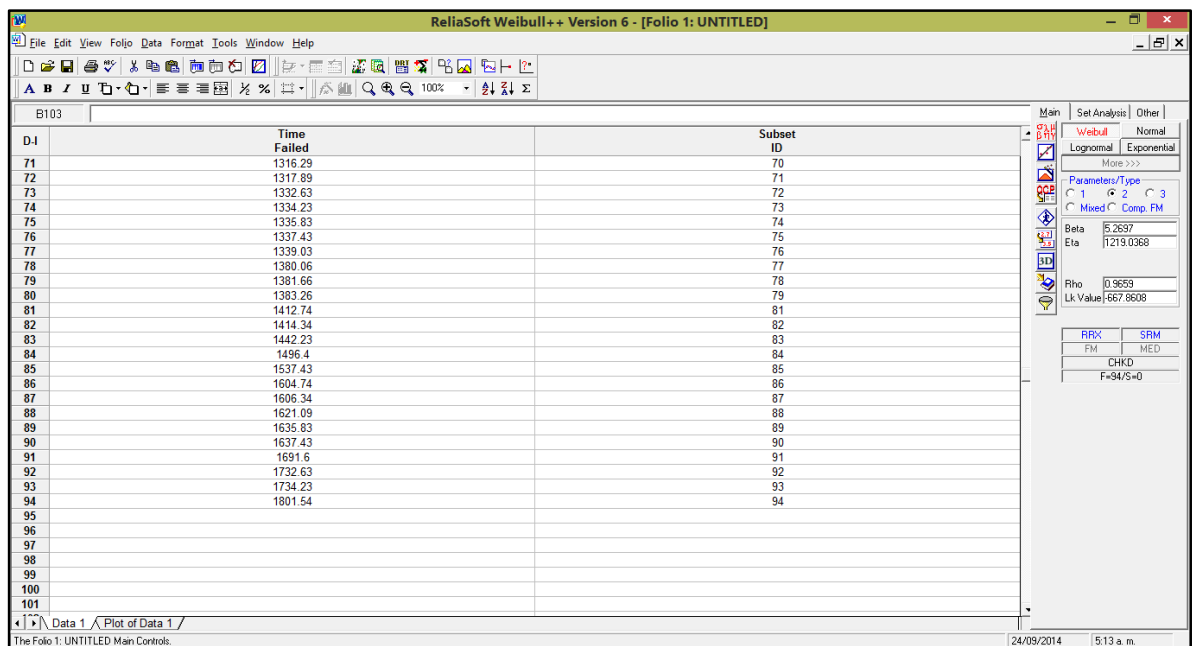 ReliaSoft Weibull++ Version 6 - [Folio 1: UNTITLED]
File Edit View Folio Data Format Tools Window Help
100%
B103
Main Set Analysis Other
D-I Time Failed Subset ID
71 1316.29 70
72 1317.89 71
73 1332.63 72
74 1334.23 73
75 1335.83 74
76 1337.43 75
77 1339.03 76
78 1380.06 77
79 1381.66 78
80 1383.26 79
81 1412.74 81
82 1414.34 82
83 1442.23 83
84 1496.4 84
85 1537.43 85
86 1604.74 86
87 1606.34 87
88 1621.09 88
89 1635.83 89
90 1637.43 90
91 1691.6 91
92 1732.63 92
93 1734.23 93
94 1801.54 94
95
96
97
98
99
100
101
Weibull Normal
Lognormal Exponential
More >>>
Parameters/Type
1 2 3
Mixed Comp. FM
Beta 5.2697
Eta 1219.0368
Rho 0.9659
Lk Value -667.8608
RRX SRM
FM MED
CHKD
F=94/S=0
QCP
3D
Data 1 Plot of Data 1
The Folio 1: UNTITLED Main Controls. 24/09/2014 5:13 a. m.